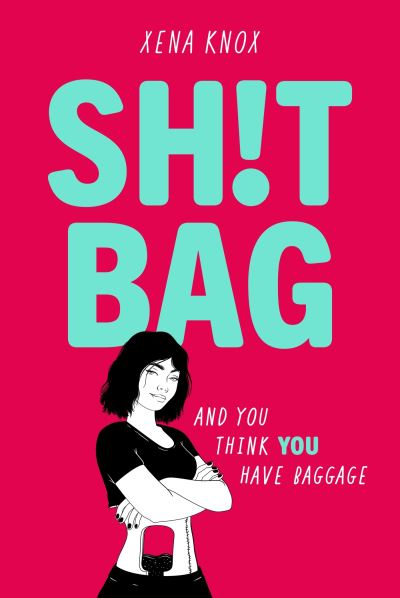 XENA KNOX
SH!T
BAG
AND YOU
THINK YOU
HAVE BAGGAGE